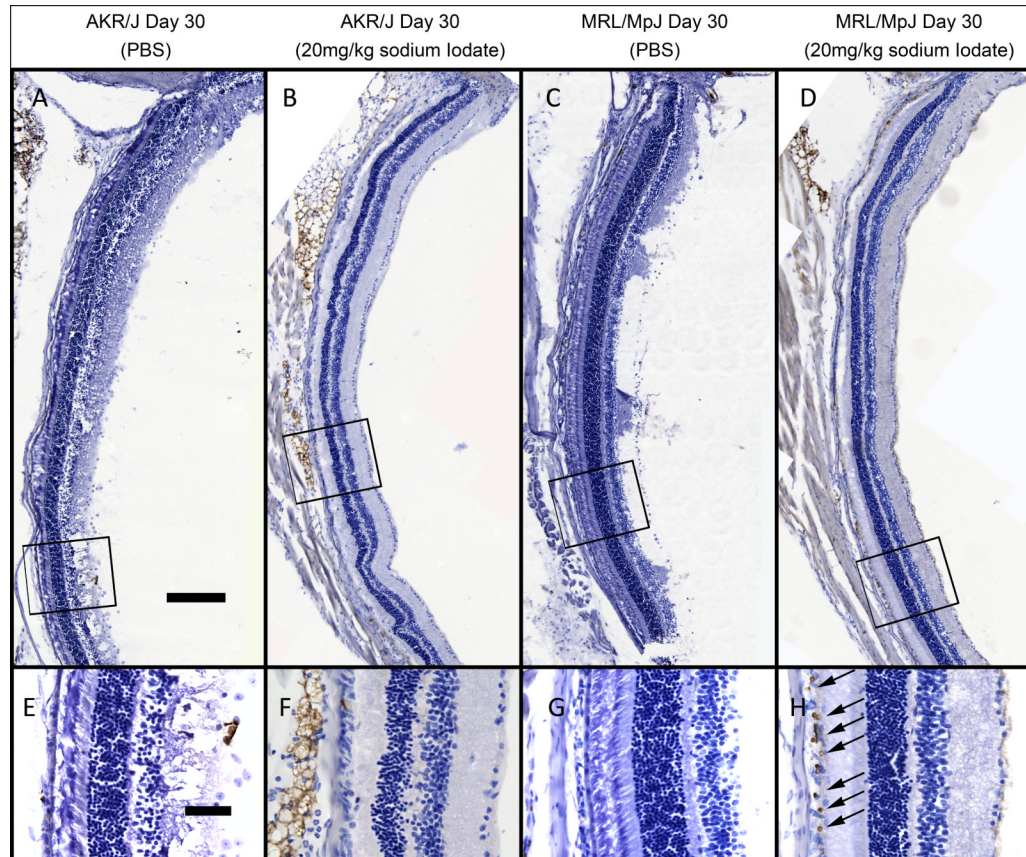 AKR/J Day 30
(PBS)
AKR/J Day 30
(20mg/kg sodium Iodate)
MRL/MpJ Day 30
(PBS)
MRL/MpJ Day 30
(20mg/kg sodium Iodate)
A
B
C
D
E
F
G
H